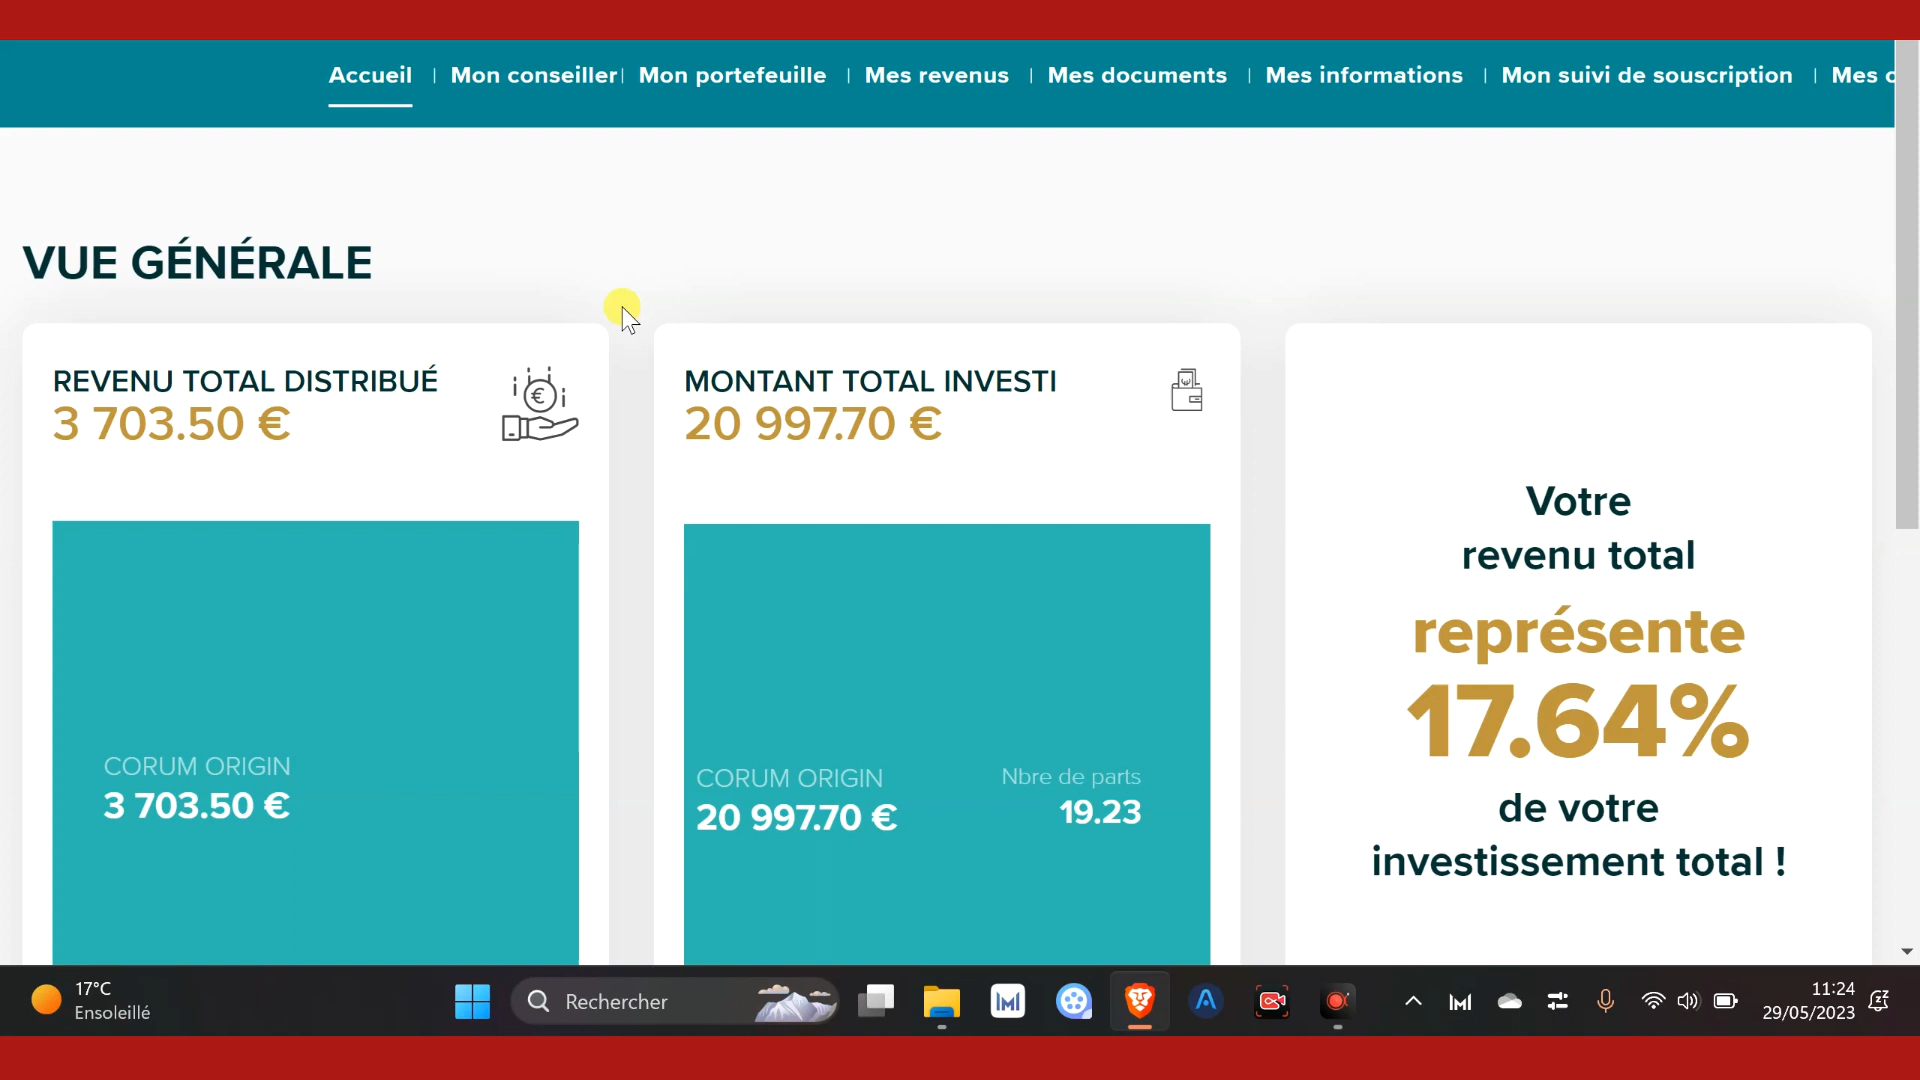 Accueil | Mon conseiller | Mon portefeuille | Mes revenus | Mes documents | Mes informations | Mon suivi de souscription | Mes
VUE GÉNÉRALE
REVENU TOTAL DISTRIBUÉ
3 703.50 €
CORUM ORIGIN
3 703.50 €
MONTANT TOTAL INVESTI
20 997.70 €
CORUM ORIGIN
20 997.70 €
Nbre de parts
19.23
Votre
revenu total
représente
17.64%
de votre
investissement total !
17°C
Ensoleillé
Rechercher
11:24
29/05/2023